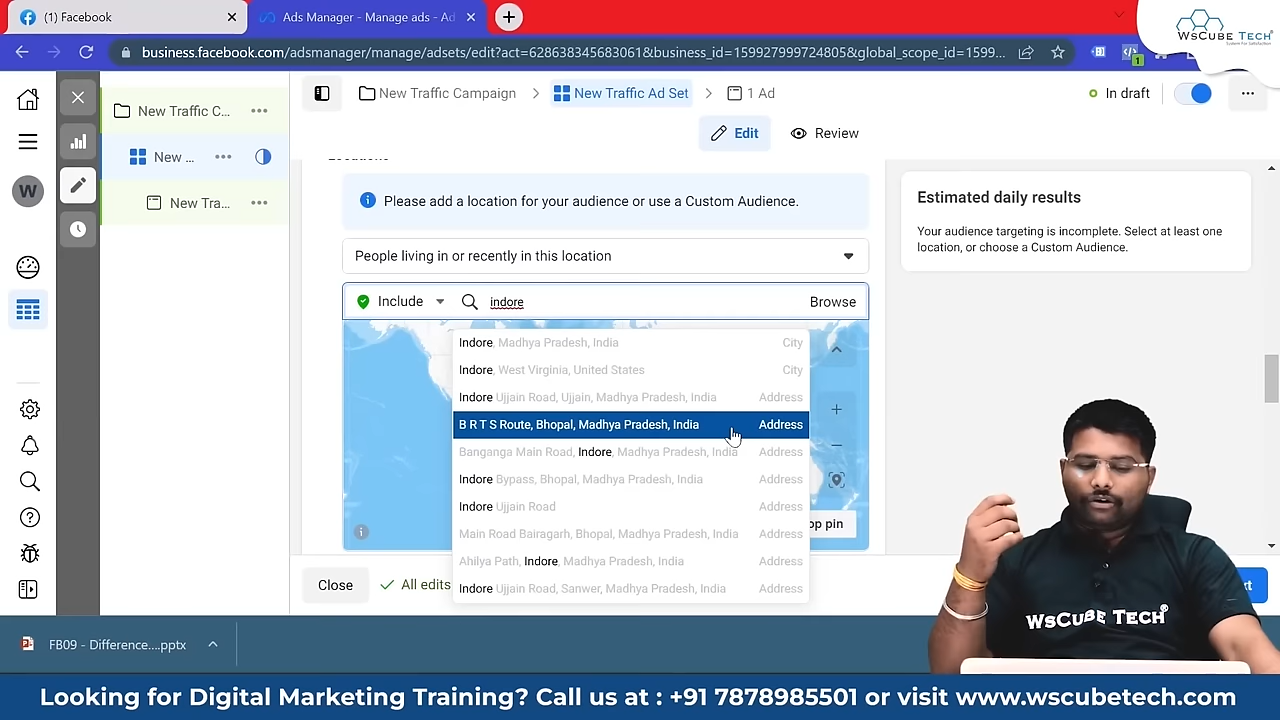 (1) Facebook
Ads Manager - Manage ads - Ad
WsCube Tech
System For Satisfaction
business.facebook.com/adsmanager/manage/adsets/edit?act=628638345683061&business_id=159927999724805&global_scope_id=1599...
1
New Traffic C...
New ...
New Tra...
W
New Traffic Campaign
New Traffic Ad Set
1 Ad
In draft
Edit
Review
Please add a location for your audience or use a Custom Audience.
People living in or recently in this location
Include
indore
Browse
Indore, Madhya Pradesh, India City
Indore, West Virginia, United States City
Indore Ujjain Road, Ujjain, Madhya Pradesh, India Address
B R T S Route, Bhopal, Madhya Pradesh, India Address
Banganga Main Road, Indore, Madhya Pradesh, India Address
Indore Bypass, Bhopal, Madhya Pradesh, India Address
Indore Ujjain Road Address
Main Road Bairagarh, Bhopal, Madhya Pradesh, India Address
Ahilya Path, Indore, Madhya Pradesh, India Address
Indore Ujjain Road, Sanwer, Madhya Pradesh, India Address
op pin
Estimated daily results
Your audience targeting is incomplete. Select at least one
location, or choose a Custom Audience.
Close
All edits
WsCube Tech®
FB09 - Difference....pptx
Looking for Digital Marketing Training? Call us at : +91 7878985501 or visit www.wscubetech.com